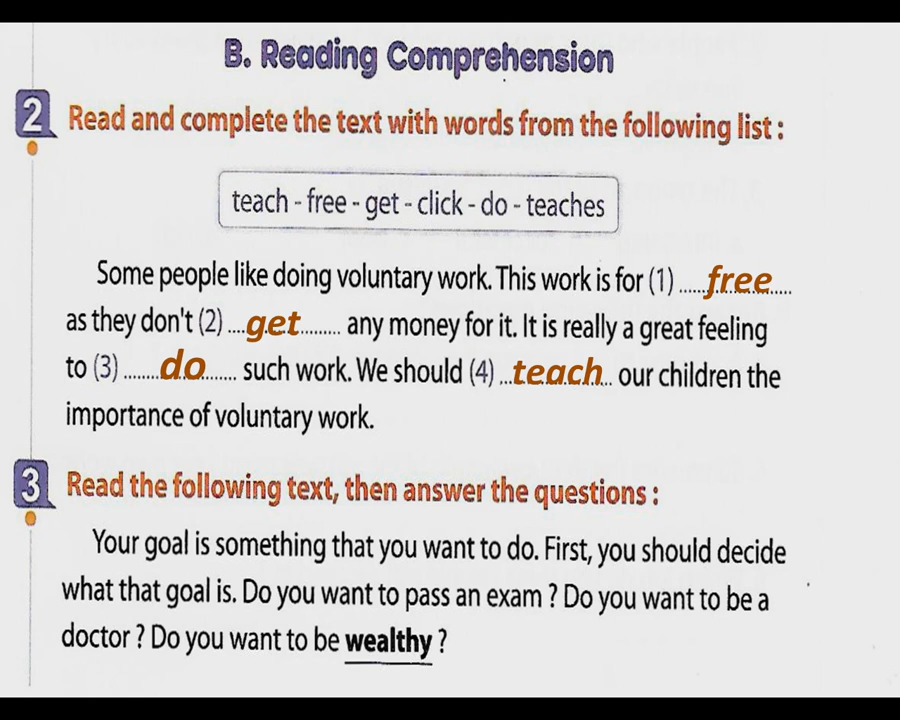 B. Reading Comprehension
2 Read and complete the text with words from the following list :
teach - free - get - click - do - teaches
Some people like doing voluntary work. This work is for (1) ......free......
as they don't (2) ....get......... any money for it. It is really a great feeling
to (3) ........do....... such work. We should (4) ...teach... our children the
importance of voluntary work.
3 Read the following text, then answer the questions :
Your goal is something that you want to do. First, you should decide
what that goal is. Do you want to pass an exam ? Do you want to be a
doctor ? Do you want to be wealthy ?